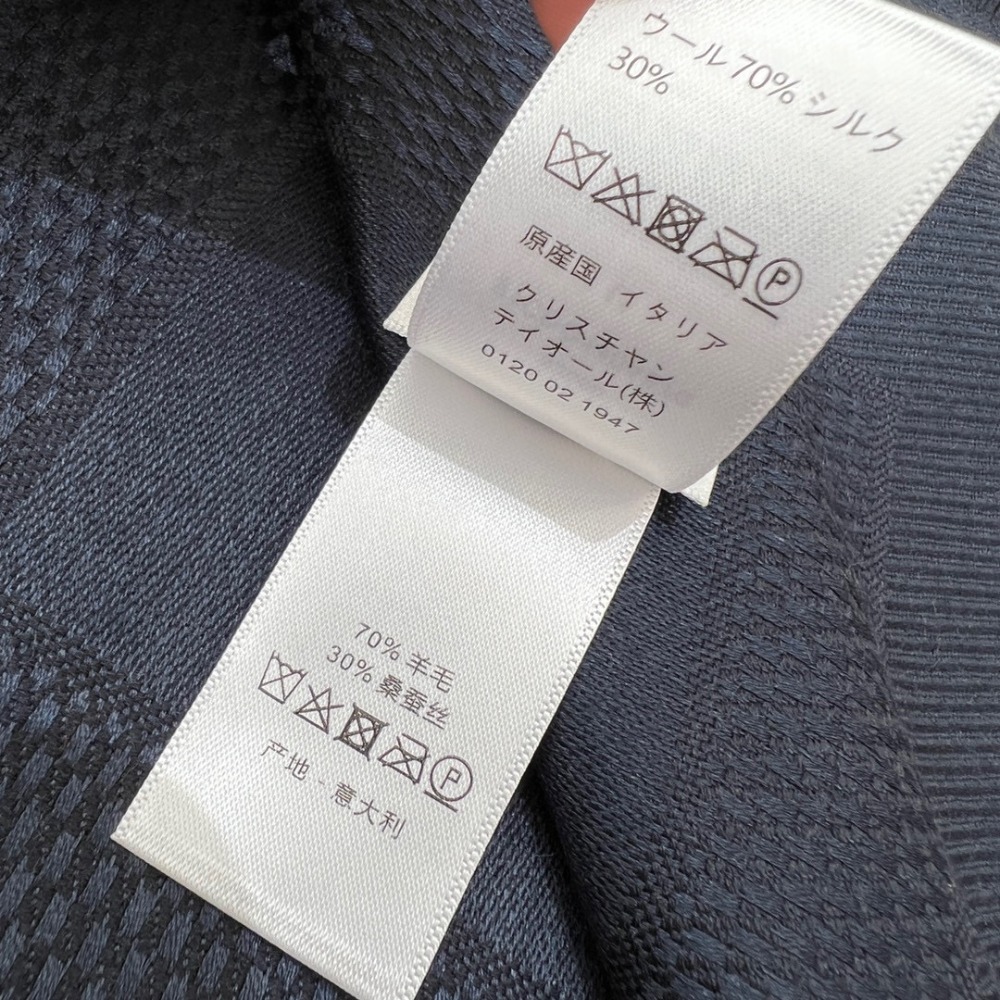 ウール 70% シルク
30%
P
原産国 イタリア
クリスチャン
ディオール(株)
0120 02 1947
70% 羊毛
30% 桑蚕丝
P
产地 - 意大利